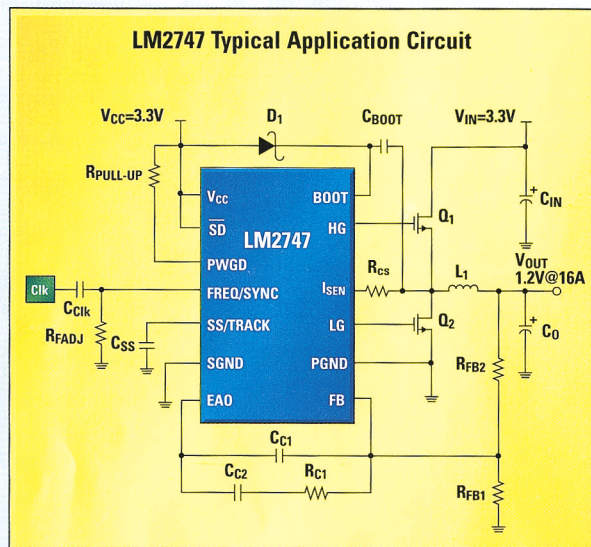 LM2747 Typical Application Circuit
VCC=3.3V
D1
CBOOT
VIN=3.3V
RPULL-UP
VCC
BOOT
CIN
SD
HG
Q1
LM2747
PWGD
VOUT
1.2V@16A
Clk
FREQ/SYNC
ISEN
RCS
L1
CClk
SS/TRACK
LG
Q2
CO
RFADJ
CSS
SGND
PGND
RFB2
EAO
FB
CC1
CC2
RC1
RFB1